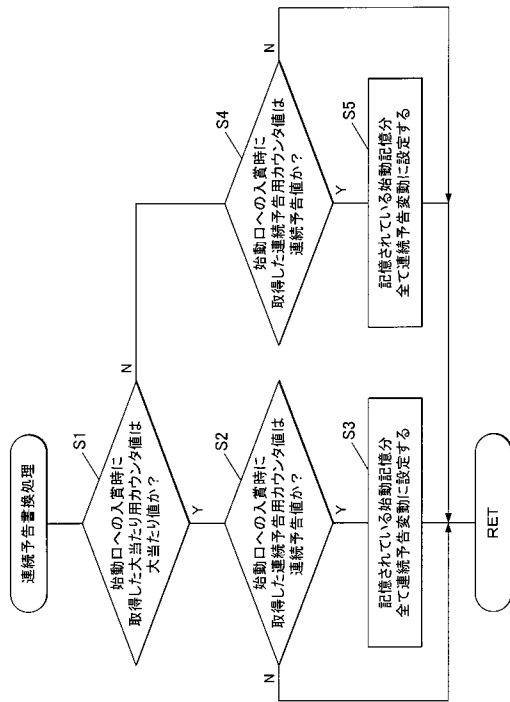 連続予告書換処理
S1
始動口への入賞時に
取得した大当たり用カウンタ値は
大当たり値か？
N
Y
S2
始動口への入賞時に
取得した連続予告用カウンタ値は
連続予告値か？
N
Y
S3
記憶されている始動記憶分
全て連続予告変動に設定する
S4
始動口への入賞時に
取得した連続予告用カウンタ値は
連続予告値か？
N
Y
S5
記憶されている始動記憶分
全て連続予告変動に設定する
RET